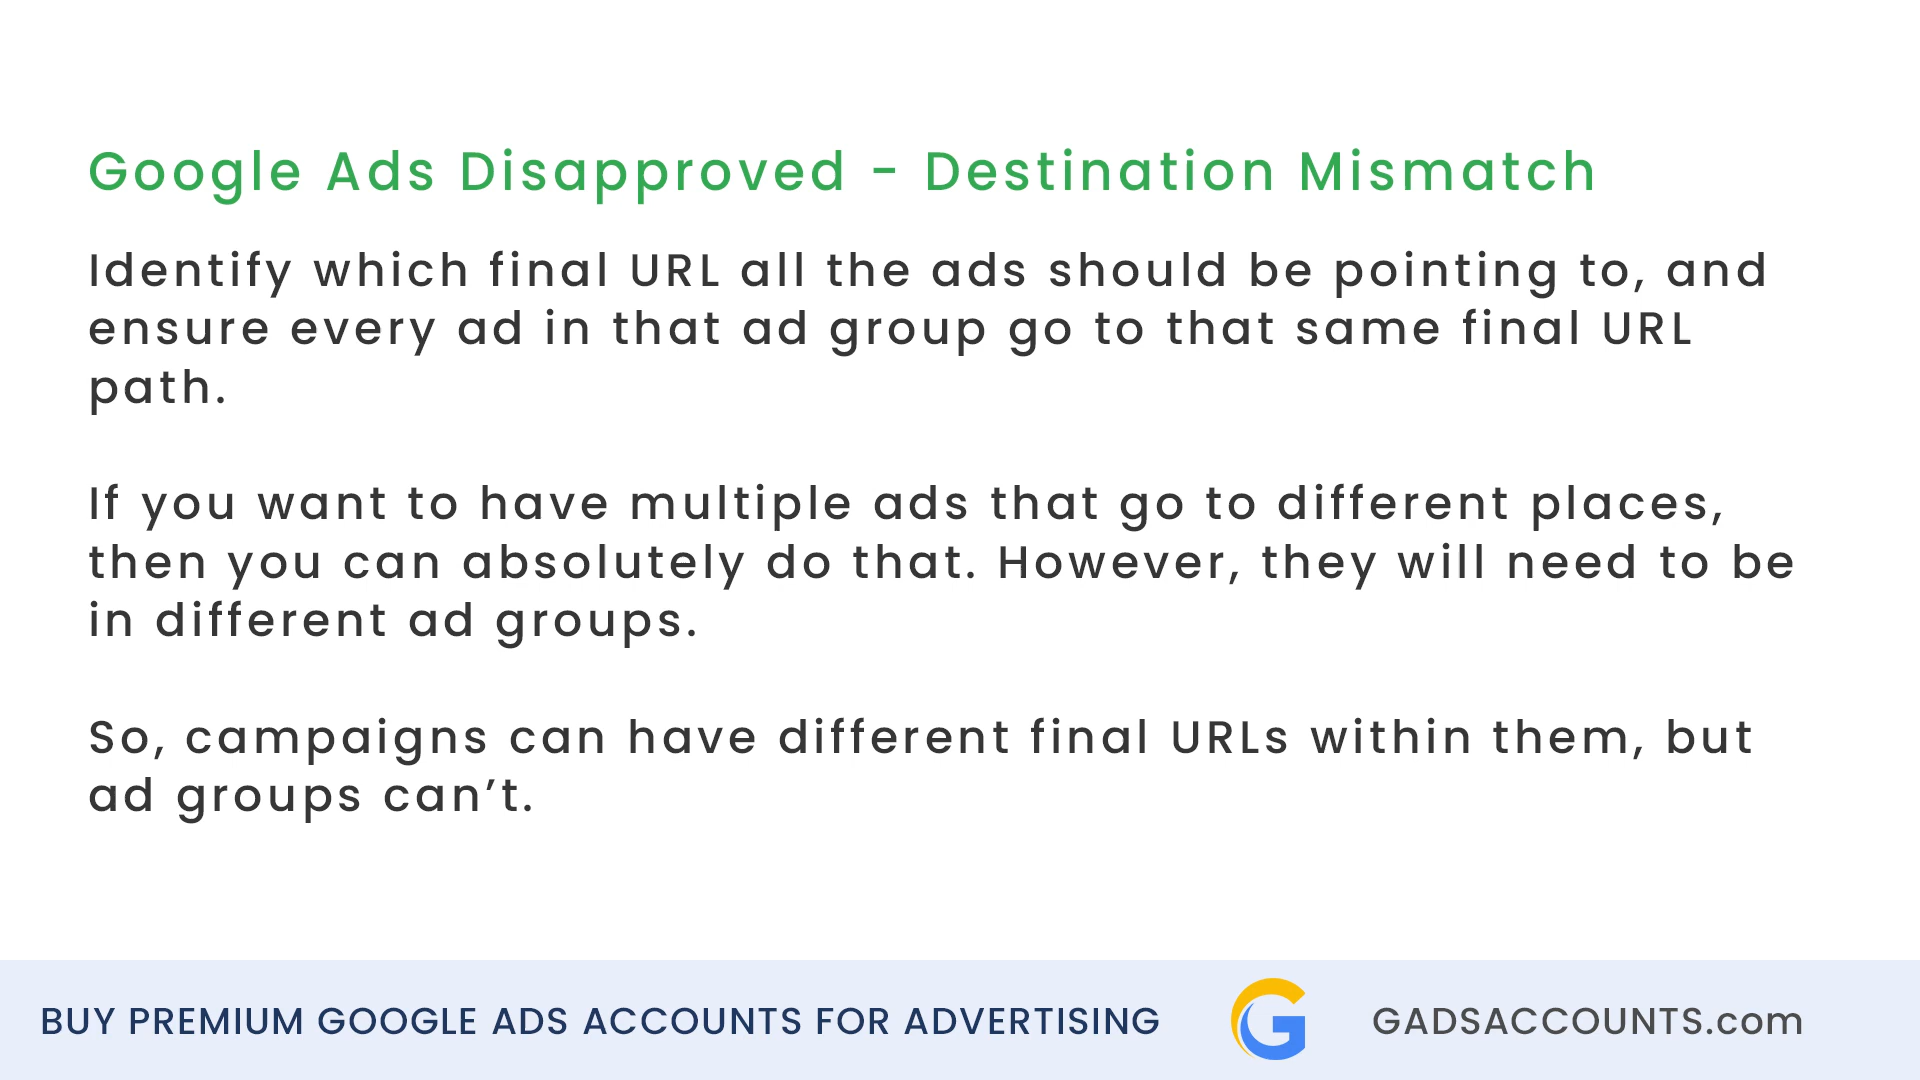 Google Ads Disapproved - Destination Mismatch
Identify which final URL all the ads should be pointing to, and
ensure every ad in that ad group go to that same final URL
path.
If you want to have multiple ads that go to different places,
then you can absolutely do that. However, they will need to be
in different ad groups.
So, campaigns can have different final URLs within them, but
ad groups can’t.
BUY PREMIUM GOOGLE ADS ACCOUNTS FOR ADVERTISING
G
GADSACCOUNTS.com